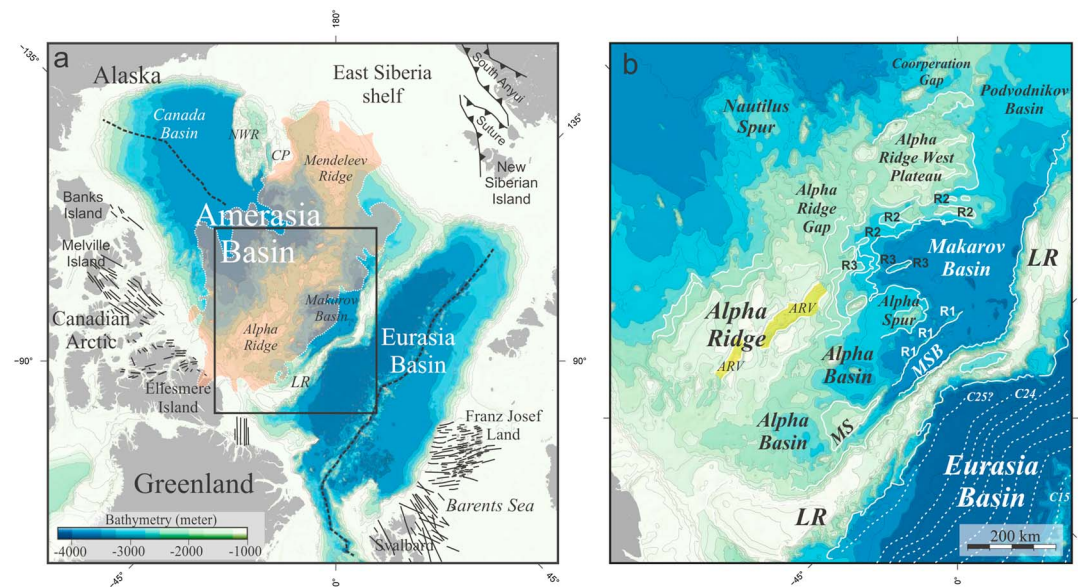 180°
-135°
135°
-90°
-45°
0
45°
a
Alaska
East Siberia
shelf
South Anyui
Suture
New
Siberian
Island
Canada
Basin
NWR
CP
Mendeleev
Ridge
Banks
Island
Melville
Island
Amerasia
Basin
Makarov
Basin
Canadian
Arctic
Alpha
Ridge
Eurasia
Basin
LR
Ellesmere
Island
Franz Josef
Land
Greenland
Barents Sea
Svalbard
Bathymetry (meter)
-4000
-3000
-2000
-1000
b
Coorperation
Gap
Podvodnikov
Basin
Nautilus
Spur
Alpha
Ridge West
Plateau
Alpha
Ridge
Gap
R2
R2
R2
R3
R3
R3
Makarov
Basin
LR
Alpha
Ridge
ARV
ARV
Alpha
Spur
R1
R1
MSB
Alpha
Basin
Alpha
Basin
MS
C25?
C24
Eurasia
Basin
C15
LR
200 km
90°
-45°
0